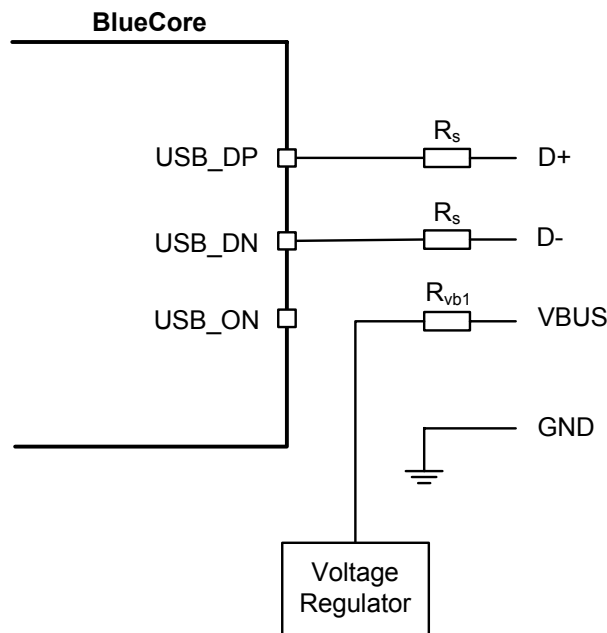 BlueCore
Rs
USB_DP
D+
Rs
USB_DN
D-
Rvb1
USB_ON
VBUS
GND
Voltage
Regulator